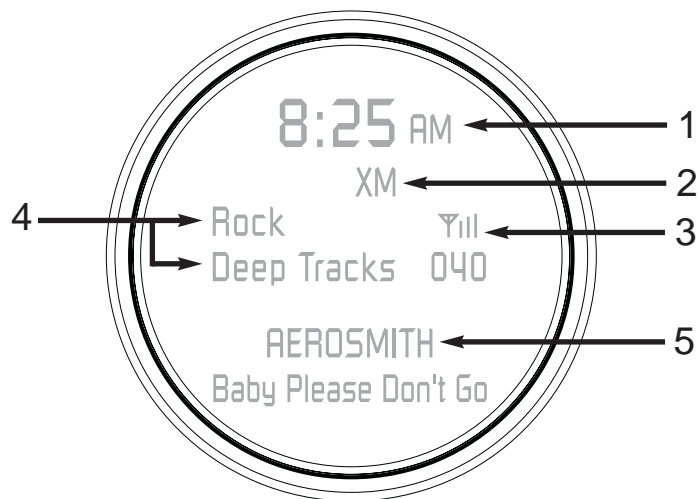 8:25 AM 1
XM 2
4 Rock 3
Deep Tracks 040
AEROSMITH 5
Baby Please Don't Go